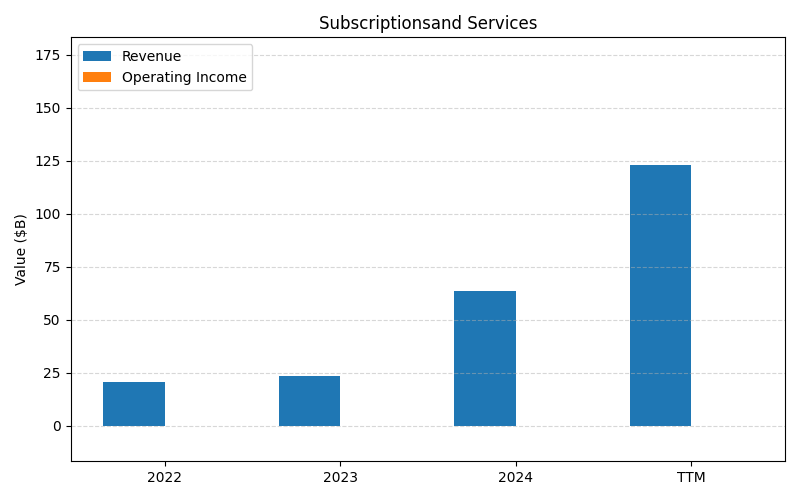 Subscriptionsand Services
Revenue
Operating Income
Value ($B)
175
150
125
100
75
50
25
0
2022
2023
2024
TTM